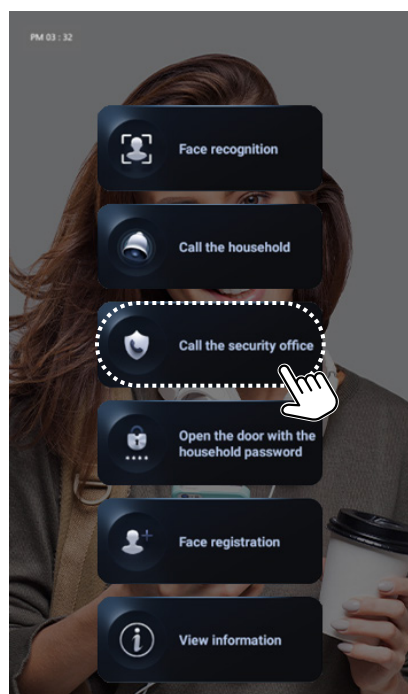 PM 03 : 32
Face recognition
Call the household
Call the security office
Open the door with the
household password
Face registration
View information